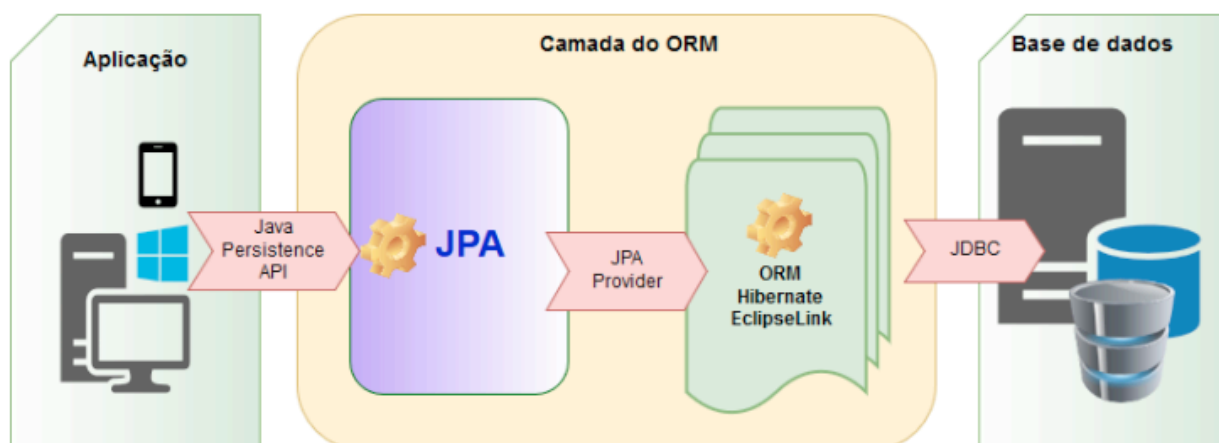 Aplicação
Camada do ORM
Base de dados
Java
Persistence
API
JPA
JPA
Provider
ORM
Hibernate
EclipseLink
JDBC